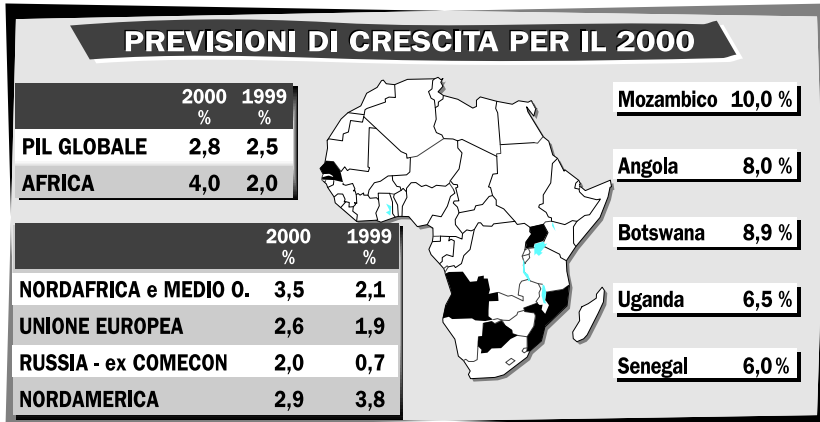 PREVISIONI DI CRESCITA PER IL 2000
2000 1999
% %
PIL GLOBALE 2,8 2,5
AFRICA 4,0 2,0
2000 1999
% %
NORDAFRICA e MEDIO O. 3,5 2,1
UNIONE EUROPEA 2,6 1,9
RUSSIA - ex COMECON 2,0 0,7
NORDAMERICA 2,9 3,8
Mozambico 10,0 %
Angola 8,0 %
Botswana 8,9 %
Uganda 6,5 %
Senegal 6,0 %